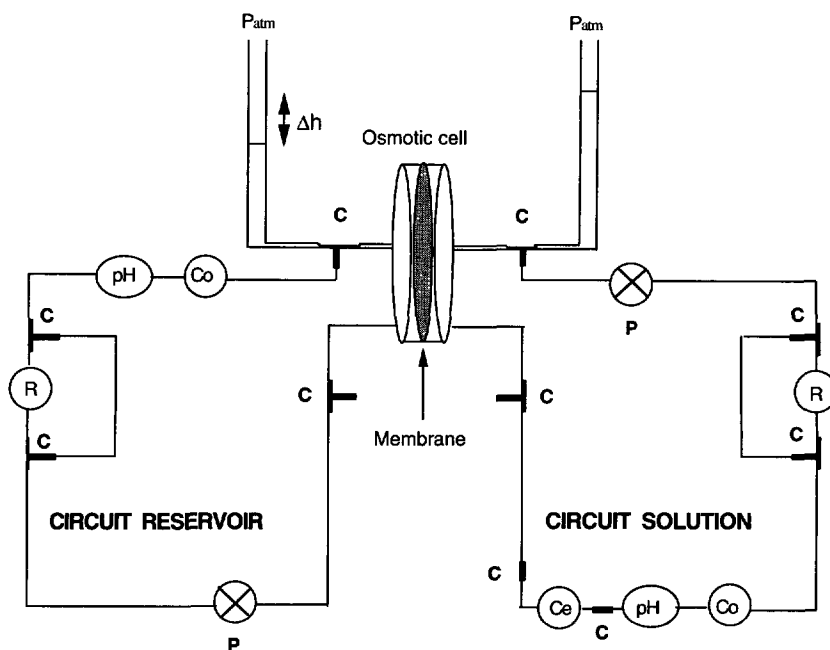 Patm
Patm
Δh
Osmotic cell
C
C
pH
Co
P
C
C
R
R
C
C
C
C
Membrane
CIRCUIT RESERVOIR
CIRCUIT SOLUTION
C
Ce
pH
Co
C
P